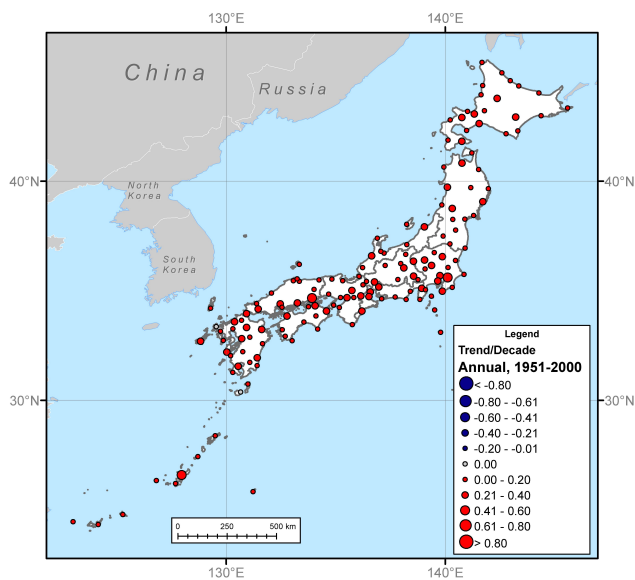 130°E 140°E
China
Russia
40°N 40°N
North
Korea
South
Korea
Legend
Trend/Decade
Annual, 1951-2000
< -0.80
-0.80 - -0.61
-0.60 - -0.41
-0.40 - -0.21
-0.20 - -0.01
0.00
0.00 - 0.20
0.21 - 0.40
0.41 - 0.60
0.61 - 0.80
> 0.80
30°N 30°N
0 250 500 km
130°E 140°E